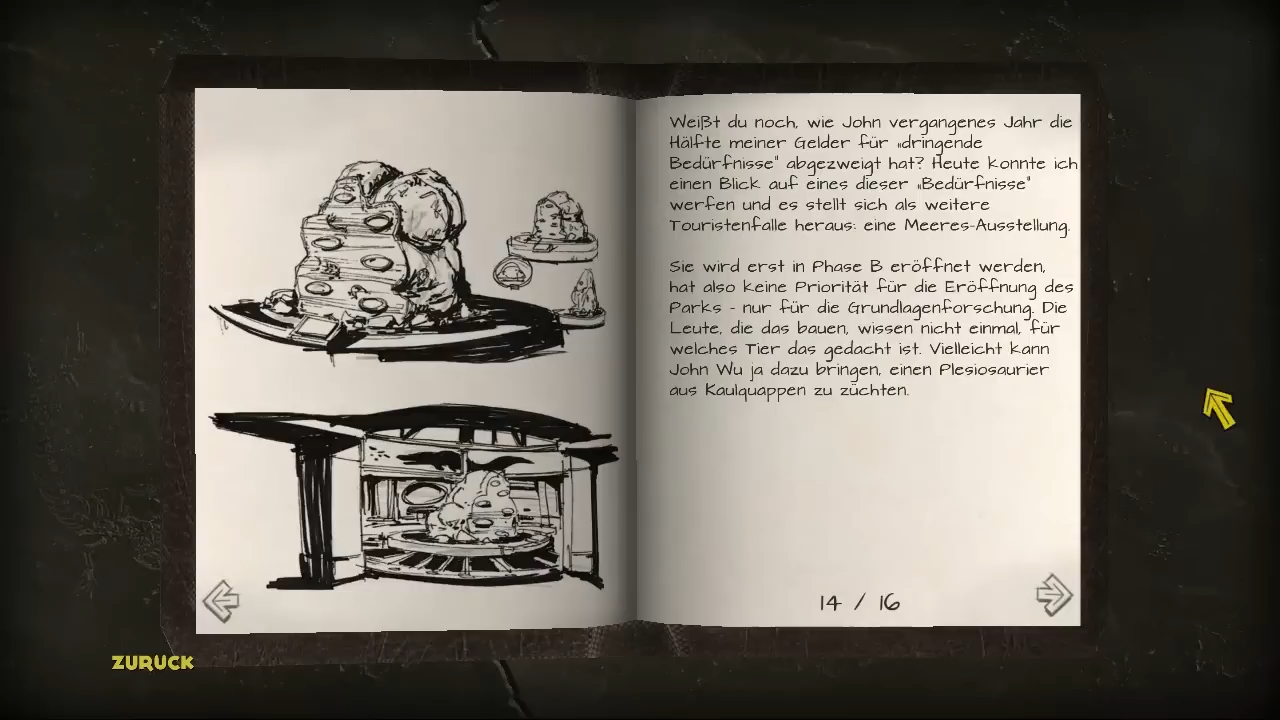 Weißt du noch, wie John vergangenes Jahr die
Hälfte meiner Gelder für „dringende
Bedürfnisse" abgezweigt hat? Heute konnte ich
einen Blick auf eines dieser „Bedürfnisse"
werfen und es stellt sich als weitere
Touristenfalle heraus: eine Meeres-Ausstellung.
Sie wird erst in Phase B eröffnet werden,
hat also keine Priorität für die Eröffnung des
Parks - nur für die Grundlagenforschung. Die
Leute, die das bauen, wissen nicht einmal, für
welches Tier das gedacht ist. Vielleicht kann
John Wu ja dazu bringen, einen Plesiosaurier
aus Kaulquappen zu züchten.
14 / 16
ZURÜCK